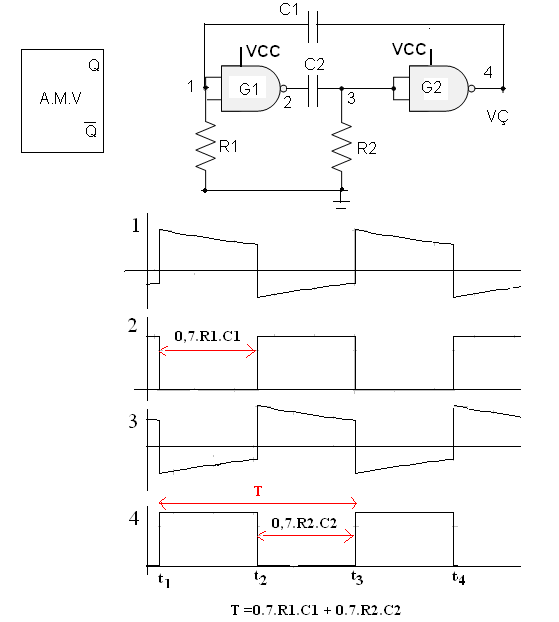 C1
Q
A.M.V
Q̅
VCC
VCC
C2
1
G1
2
3
G2
4
VÇ
R1
R2
1
2
0,7.R1.C1
3
T
4
0,7.R2.C2
t1 t2 t3 t4
T =0.7.R1.C1 + 0.7.R2.C2